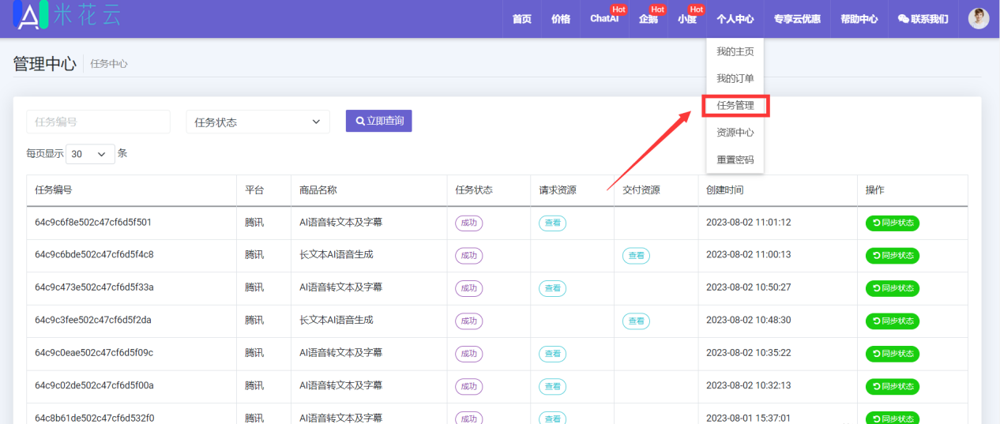 AI米花云
首页 价格 ChatAI Hot 企鹅 Hot 小度 Hot 个人中心 专享云优惠 帮助中心 联系我们
我的主页
我的订单
任务管理
资源中心
重置密码
管理中心 任务中心
任务编号 任务状态 立即查询
每页显示 30 条
任务编号 平台 商品名称 任务状态 请求资源 交付资源 创建时间 操作
64c9c6f8e502c47cf6d5f501 腾讯 AI语音转文本及字幕 成功 查看 2023-08-02 11:01:12 同步状态
64c9c6bde502c47cf6d5f4c8 腾讯 长文本AI语音生成 成功 查看 2023-08-02 11:00:13 同步状态
64c9c473e502c47cf6d5f33a 腾讯 AI语音转文本及字幕 成功 查看 2023-08-02 10:50:27 同步状态
64c9c3fee502c47cf6d5f2da 腾讯 长文本AI语音生成 成功 查看 2023-08-02 10:48:30 同步状态
64c9c0eae502c47cf6d5f09c 腾讯 AI语音转文本及字幕 成功 查看 2023-08-02 10:35:22 同步状态
64c9c02de502c47cf6d5f00a 腾讯 AI语音转文本及字幕 成功 查看 2023-08-02 10:32:13 同步状态
64c8b61de502c47cf6d532f0 腾讯 AI语音转文本及字幕 成功 查看 2023-08-01 15:37:01 同步状态